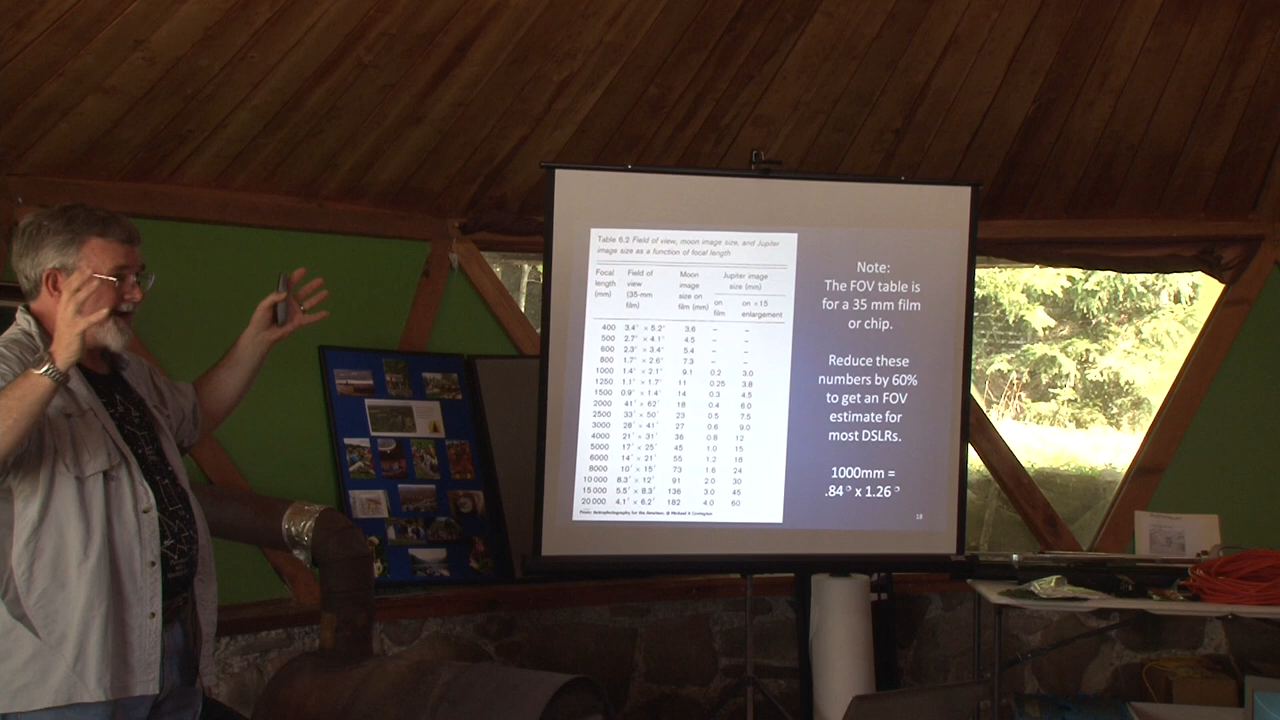 Table 6.2 Field of view, moon image size, and Jupiter
image size as a function of focal length
Focal length (mm) Field of view (35-mm film) Moon image size on film (mm) Jupiter image size (mm)
on film on ×15 enlargement
400 3.4° × 5.2° 3.6 – –
500 2.7° × 4.1° 4.5 – –
600 2.3° × 3.4° 5.4 – –
800 1.7° × 2.6° 7.3 – –
1000 1.4° × 2.1° 9.1 0.2 3.0
1250 1.1° × 1.7° 11 0.25 3.8
1500 0.9° × 1.4° 14 0.3 4.5
2000 41′ × 62′ 18 0.4 6.0
2500 33′ × 50′ 23 0.5 7.5
3000 28′ × 41′ 27 0.6 9.0
4000 21′ × 31′ 36 0.8 12
5000 17′ × 25′ 45 1.0 15
6000 14′ × 21′ 55 1.2 18
8000 10′ × 15′ 73 1.6 24
10 000 8.3′ × 12′ 91 2.0 30
15 000 5.5′ × 8.3′ 136 3.0 45
20 000 4.1′ × 6.2′ 182 4.0 60
From: Astrophotography for the Amateur, © Michael A Covington
Note:
The FOV table is
for a 35 mm film
or chip.
Reduce these
numbers by 60%
to get an FOV
estimate for
most DSLRs.
1000mm =
.84° x 1.26°
18